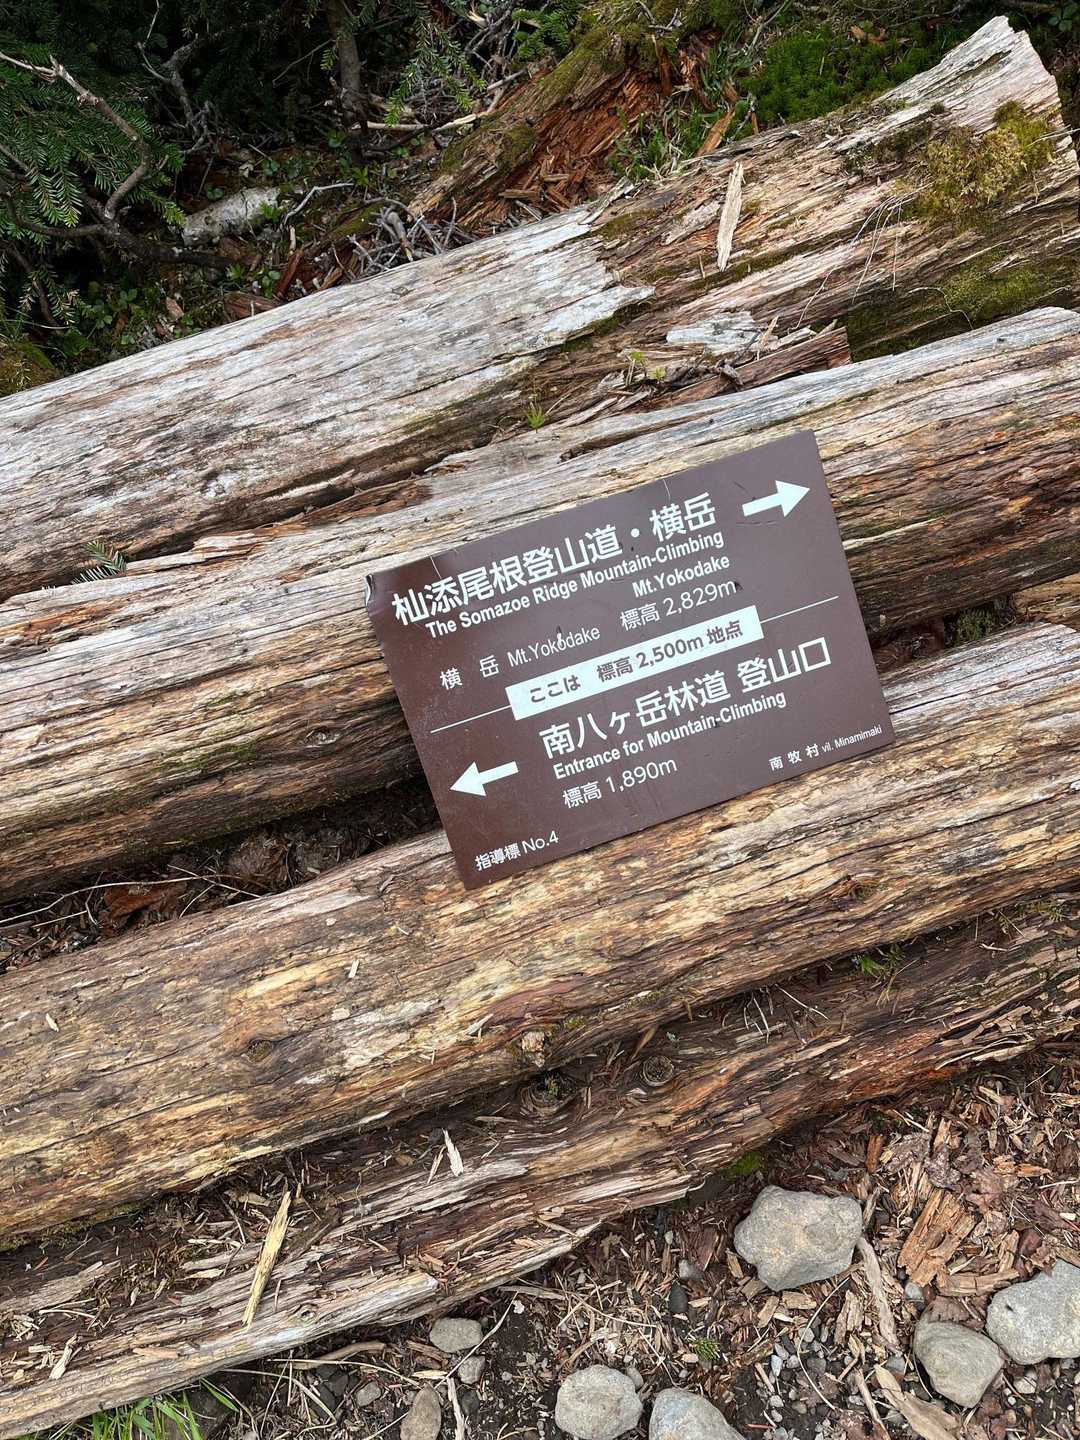 杣添尾根登山道・横岳
The Somazoe Ridge Mountain-Climbing
Mt.Yokodake
横 岳 Mt.Yokodake 標高 2,829m
ここは 標高 2,500m 地点
南八ヶ岳林道 登山口
Entrance for Mountain-Climbing
標高 1,890m
南牧村 vil. Minamimaki
指導標 No.4